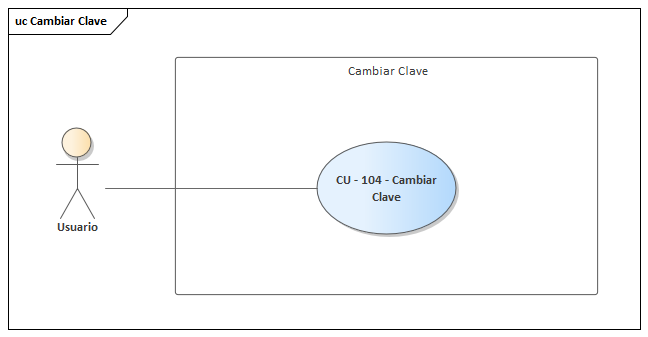 uc Cambiar Clave
Cambiar Clave
CU - 104 - Cambiar
Clave
Usuario